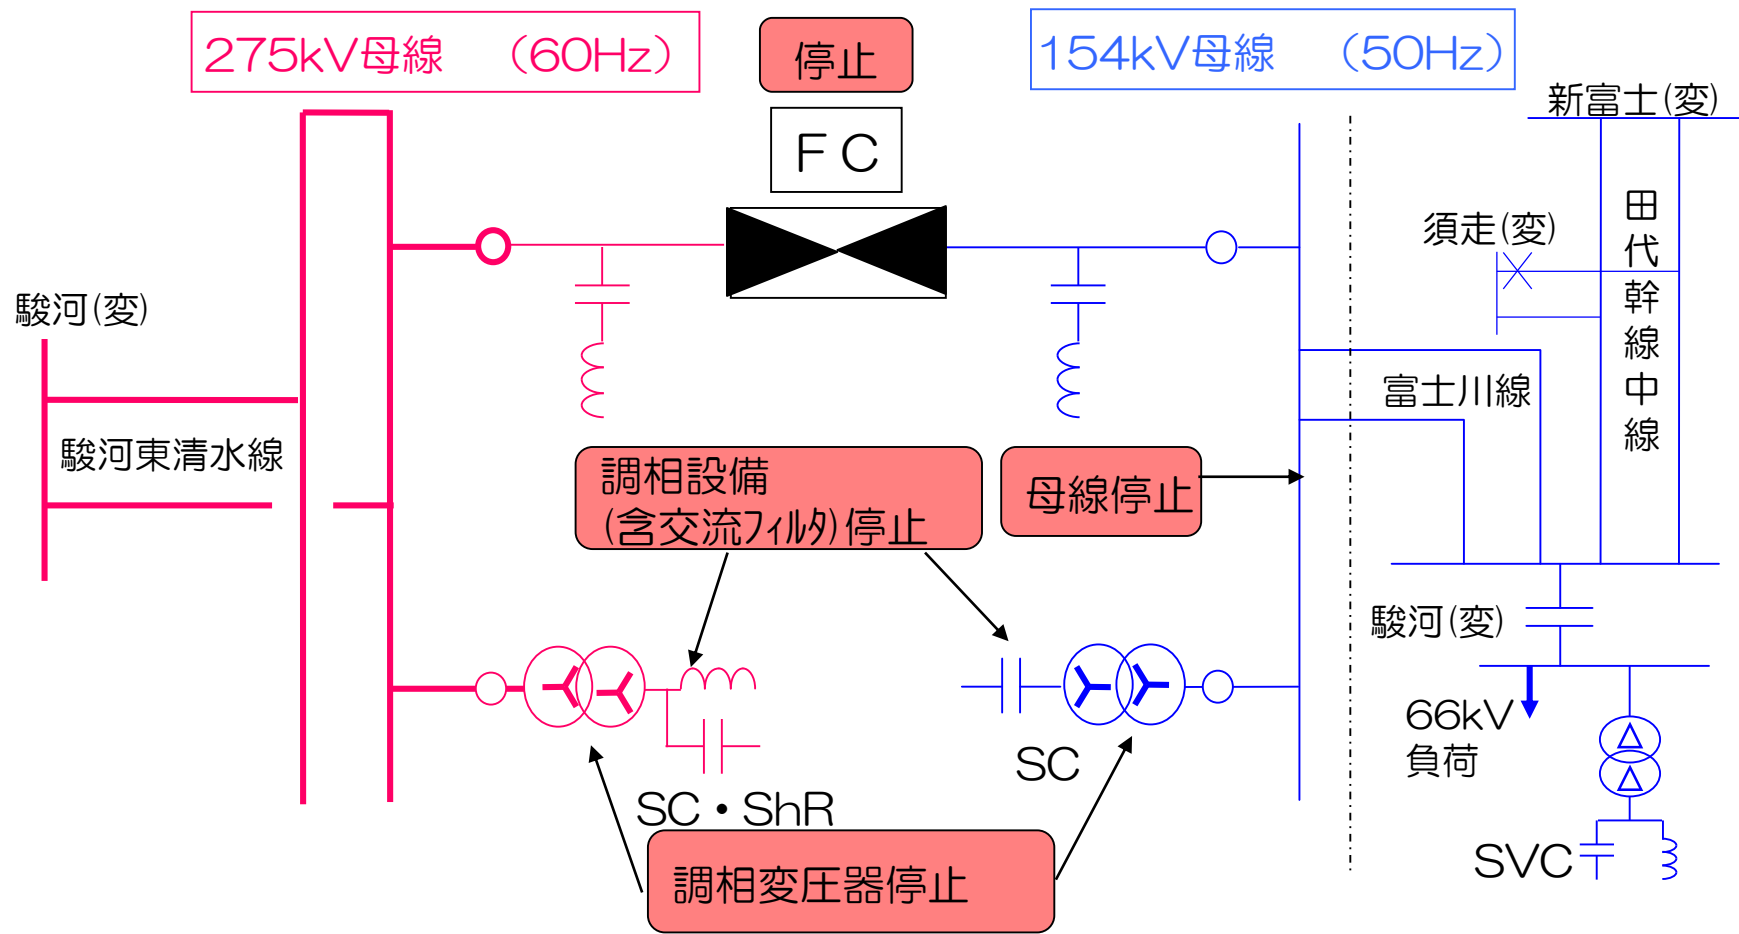 275kV母線　（60Hz）
停止
154kV母線　（50Hz）
ＦＣ
新富士(変)
須走(変)
田代幹線中線
駿河(変)
富士川線
駿河東清水線
調相設備
(含交流ﾌｨﾙﾀ)停止
母線停止
駿河(変)
66kV
負荷
SC
SC・ShR
SVC
調相変圧器停止